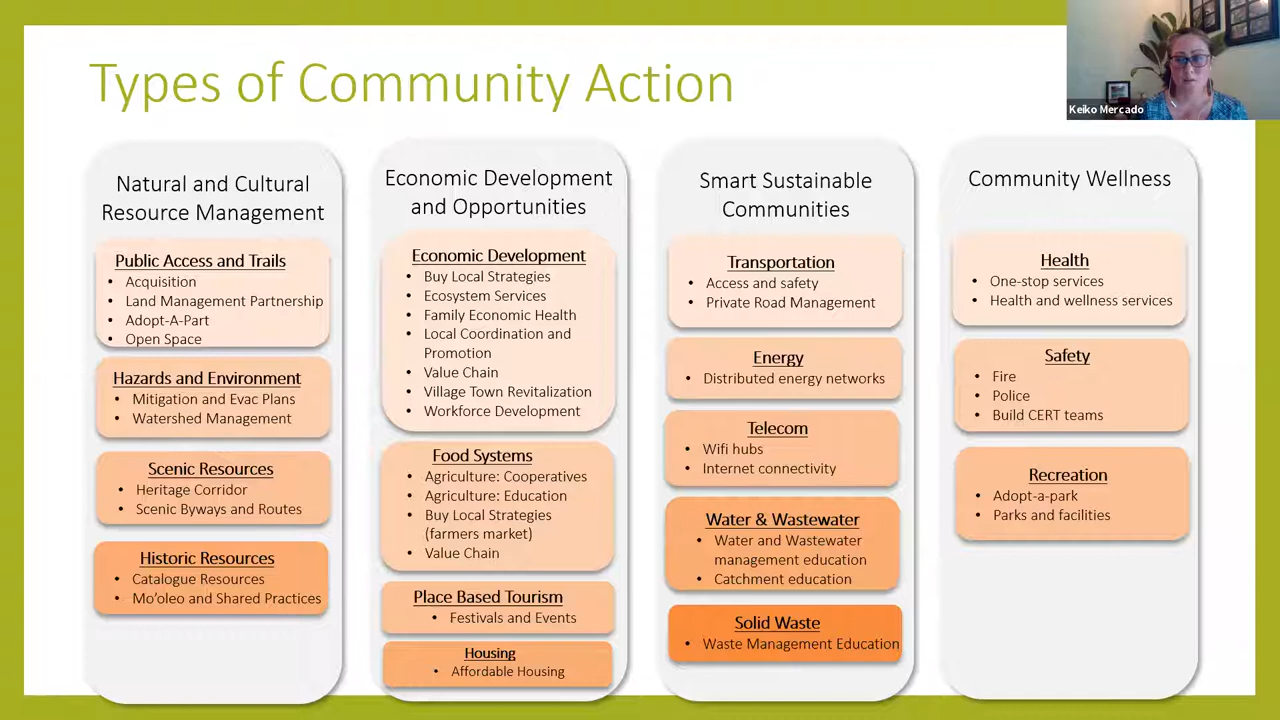 Types of Community Action
Keiko Mercado
Natural and Cultural
Resource Management
Public Access and Trails
• Acquisition
• Land Management Partnership
• Adopt-A-Part
• Open Space
Hazards and Environment
• Mitigation and Evac Plans
• Watershed Management
Scenic Resources
• Heritage Corridor
• Scenic Byways and Routes
Historic Resources
• Catalogue Resources
• Mo'oleo and Shared Practices
Economic Development
and Opportunities
Economic Development
• Buy Local Strategies
• Ecosystem Services
• Family Economic Health
• Local Coordination and
Promotion
• Value Chain
• Village Town Revitalization
• Workforce Development
Food Systems
• Agriculture: Cooperatives
• Agriculture: Education
• Buy Local Strategies
(farmers market)
• Value Chain
Place Based Tourism
• Festivals and Events
Housing
• Affordable Housing
Smart Sustainable
Communities
Transportation
• Access and safety
• Private Road Management
Energy
• Distributed energy networks
Telecom
• Wifi hubs
• Internet connectivity
Water & Wastewater
• Water and Wastewater
management education
• Catchment education
Solid Waste
• Waste Management Education
Community Wellness
Health
• One-stop services
• Health and wellness services
Safety
• Fire
• Police
• Build CERT teams
Recreation
• Adopt-a-park
• Parks and facilities